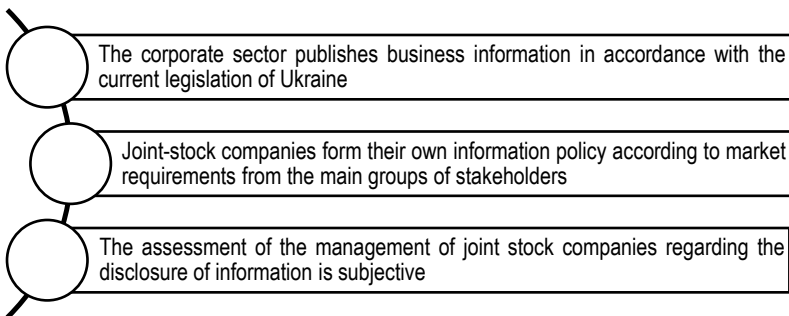 The corporate sector publishes business information in accordance with the
current legislation of Ukraine
Joint-stock companies form their own information policy according to market
requirements from the main groups of stakeholders
The assessment of the management of joint stock companies regarding the
disclosure of information is subjective